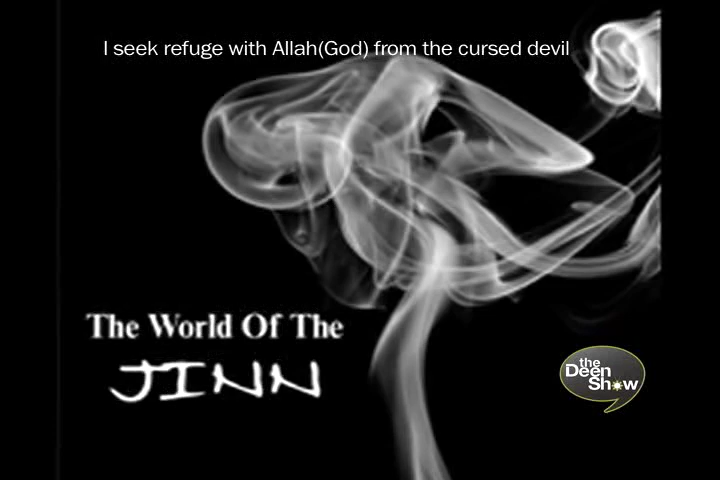 I seek refuge with Allah(God) from the cursed devil
The World Of The
JINN
the
Deen
Show